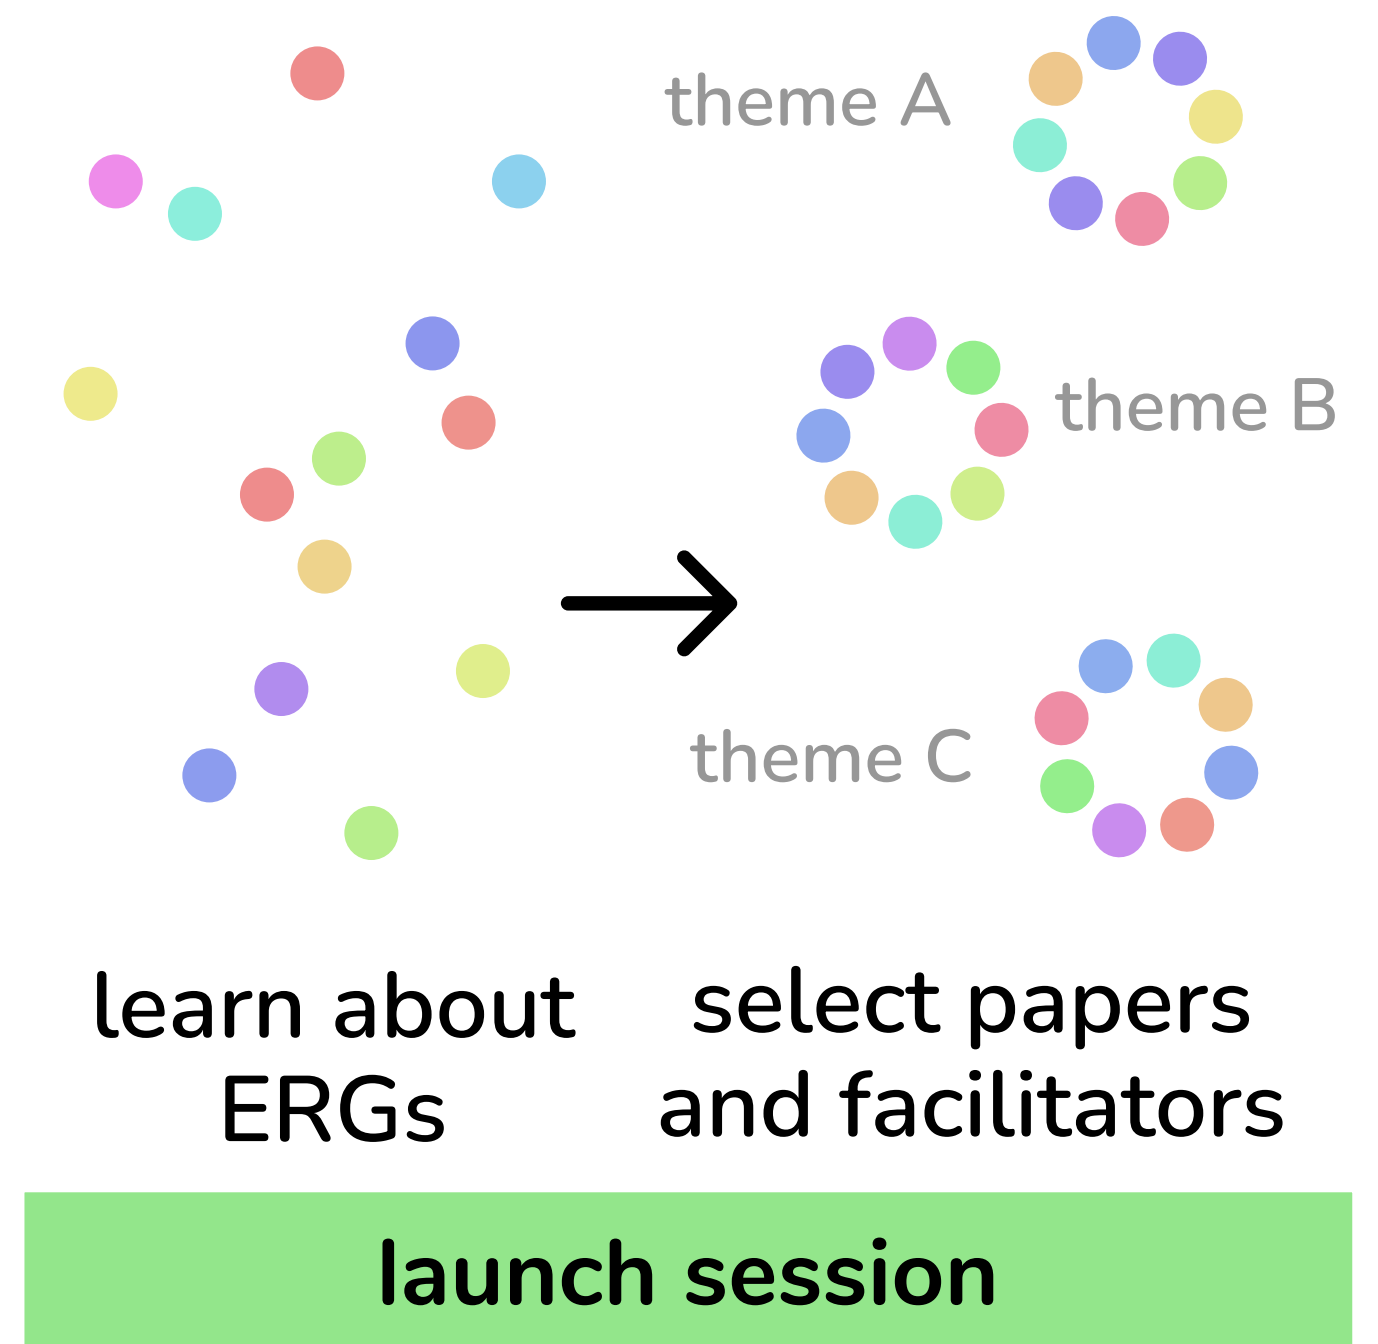 theme A
theme B
theme C
learn about
ERGs
select papers
and facilitators
launch session